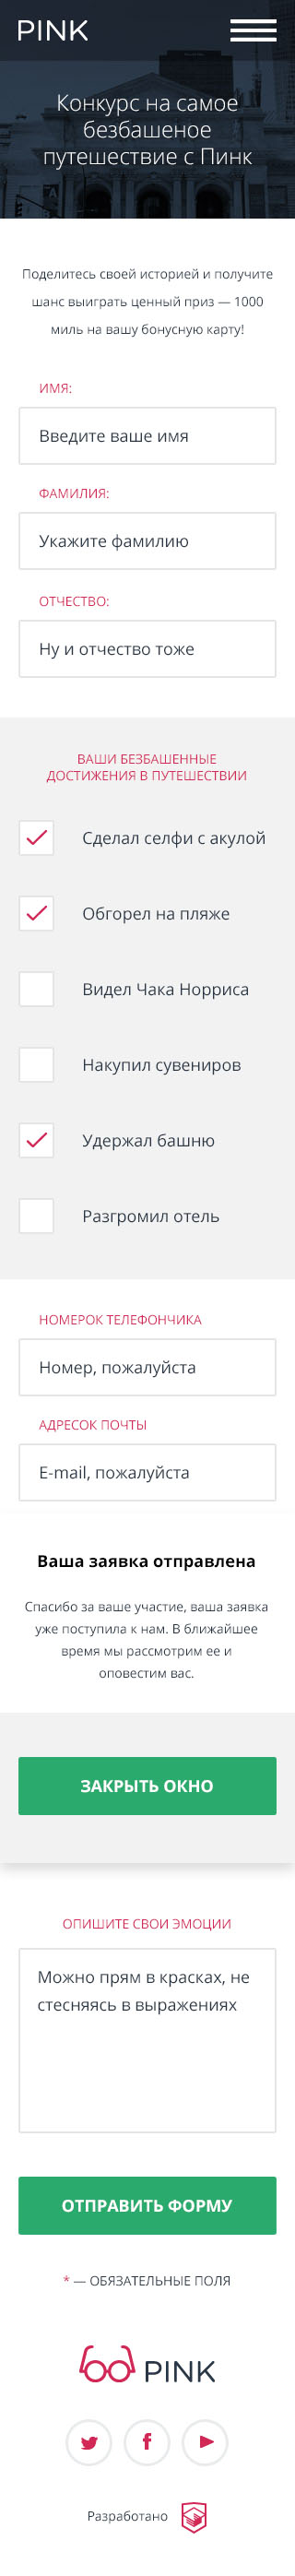 PINK
Конкурс на самое
безбашеное
путешествие с Пинк
Поделитесь своей историей и получите
шанс выиграть ценный приз — 1000
миль на вашу бонусную карту!
ИМЯ:
Введите ваше имя
ФАМИЛИЯ:
Укажите фамилию
ОТЧЕСТВО:
Ну и отчество тоже
ВАШИ БЕЗБАШЕННЫЕ
ДОСТИЖЕНИЯ В ПУТЕШЕСТВИИ
Сделал селфи с акулой
Обгорел на пляже
Видел Чака Норриса
Накупил сувениров
Удержал башню
Разгромил отель
НОМЕРОК ТЕЛЕФОНЧИКА
Номер, пожалуйста
АДРЕСОК ПОЧТЫ
E-mail, пожалуйста
Ваша заявка отправлена
Спасибо за ваше участие, ваша заявка
уже поступила к нам. В ближайшее
время мы рассмотрим ее и
оповестим вас.
ЗАКРЫТЬ ОКНО
ОПИШИТЕ СВОИ ЭМОЦИИ
Можно прям в красках, не
стесняясь в выражениях
ОТПРАВИТЬ ФОРМУ
* — ОБЯЗАТЕЛЬНЫЕ ПОЛЯ
PINK
Разработано